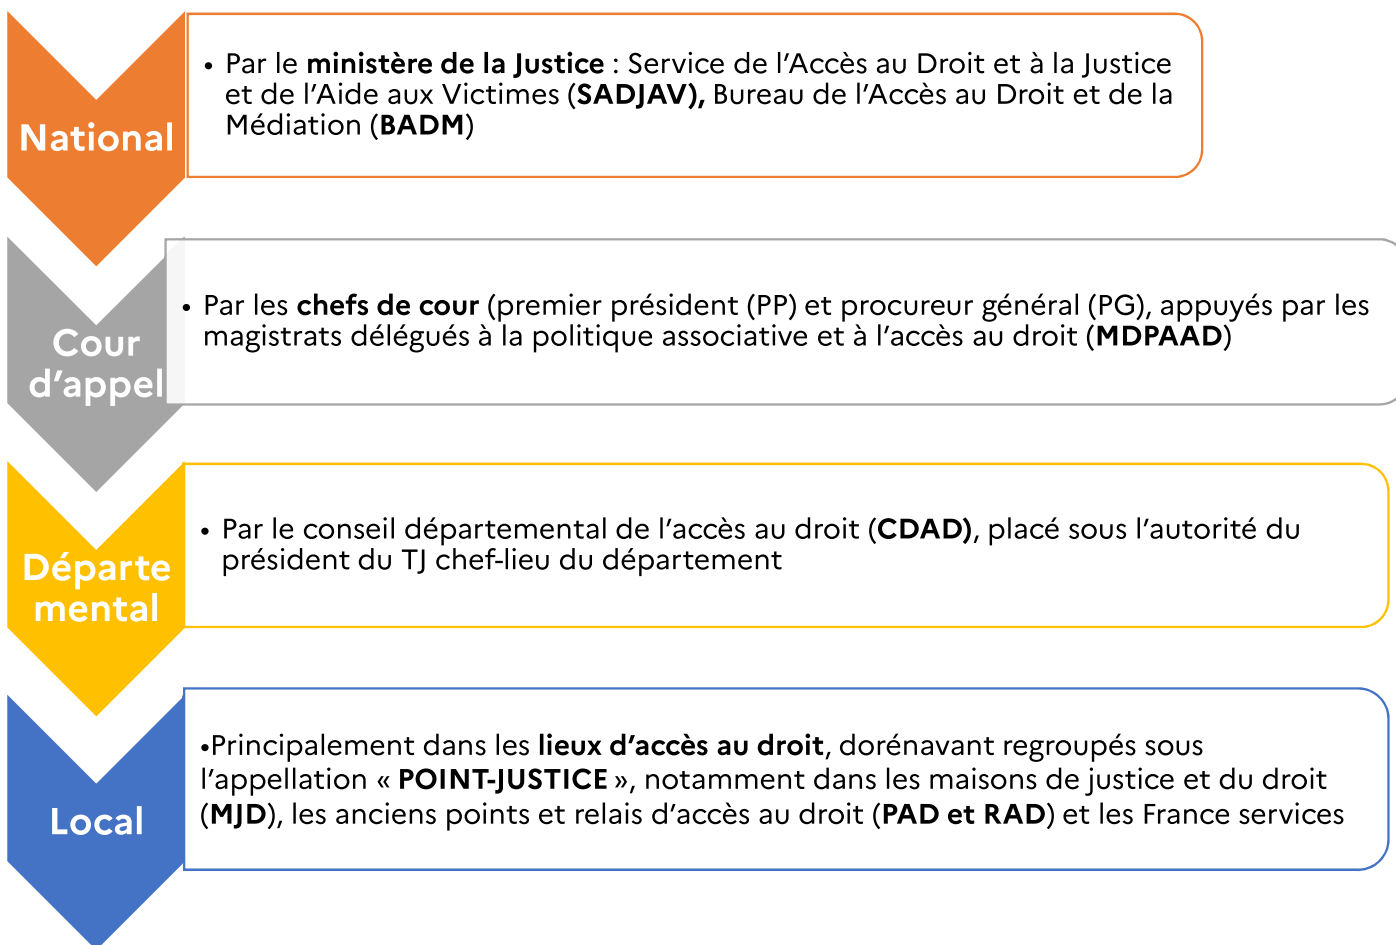 National
• Par le ministère de la Justice : Service de l’Accès au Droit et à la Justice
et de l’Aide aux Victimes (SADJAV), Bureau de l’Accès au Droit et de la
Médiation (BADM)
Cour
d’appel
• Par les chefs de cour (premier président (PP) et procureur général (PG), appuyés par les
magistrats délégués à la politique associative et à l’accès au droit (MDPAAD)
Départe
mental
• Par le conseil départemental de l’accès au droit (CDAD), placé sous l’autorité du
président du TJ chef-lieu du département
Local
•Principalement dans les lieux d’accès au droit, dorénavant regroupés sous
l’appellation « POINT-JUSTICE », notamment dans les maisons de justice et du droit
(MJD), les anciens points et relais d’accès au droit (PAD et RAD) et les France services